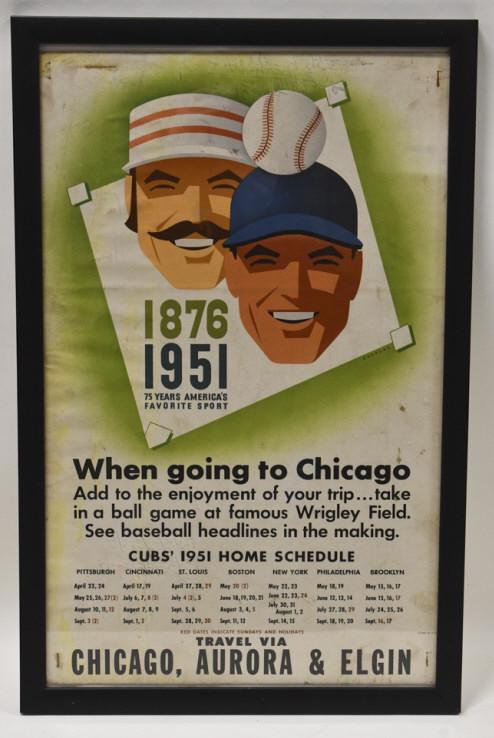 1876
1951
75 YEARS AMERICA'S
FAVORITE SPORT
When going to Chicago
Add to the enjoyment of your trip...take
in a ball game at famous Wrigley Field.
See baseball headlines in the making.
CUBS' 1951 HOME SCHEDULE
PITTSBURGH CINCINNATI ST. LOUIS BOSTON NEW YORK PHILADELPHIA BROOKLYN
April 23, 24 April 17, 19 April 27, 28, 29 May 20 (2) May 22, 23 May 18, 19 May 15, 16, 17
May 25, 26, 27 (2) July 6, 7, 8 (2) July 4 (2), 5 June 18, 19, 20, 21 June 22, 23, 24 June 12, 13, 14 June 15, 16, 17
August 10, 11, 12 August 7, 8, 9 Sept. 5, 6 August 3, 4, 5 July 30, 31 July 27, 28, 29 July 24, 25, 26
August 1, 2
Sept. 3 (2) Sept. 1, 2 Sept. 28, 29, 30 Sept. 11, 12 Sept. 14, 15 Sept. 18, 19, 20 Sept. 16, 17
RED DATES INDICATE SUNDAYS AND HOLIDAYS
TRAVEL VIA
CHICAGO, AURORA & ELGIN